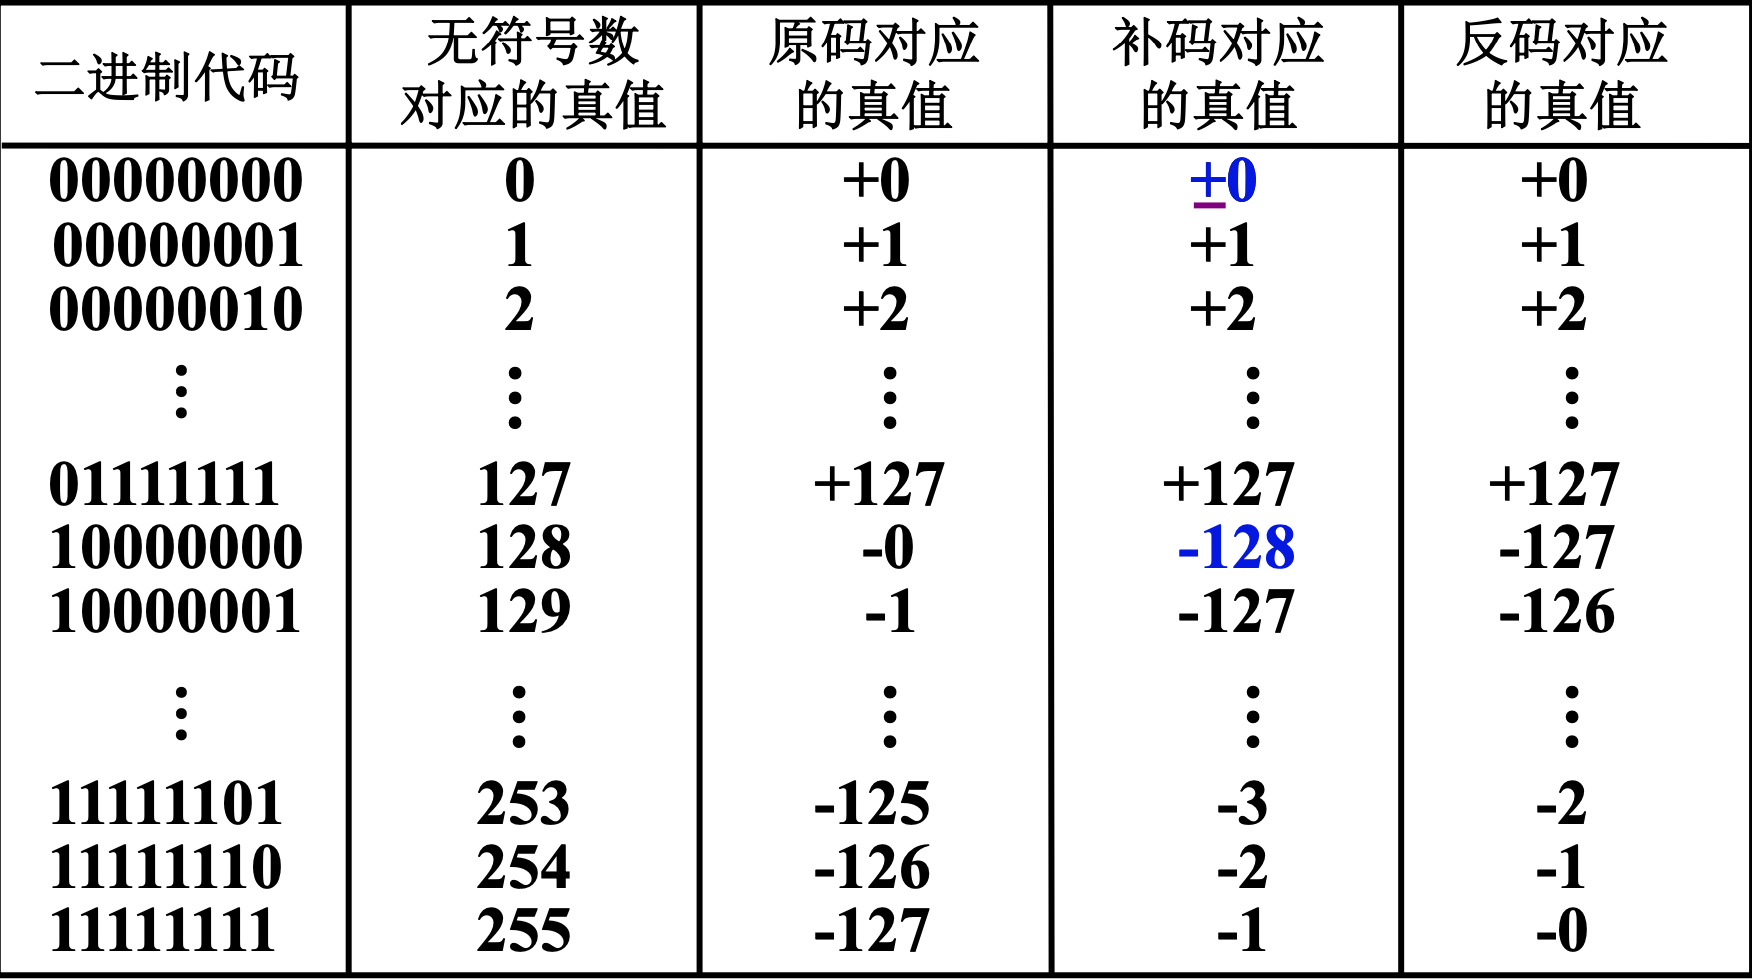 二进制代码 无符号数对应的真值 原码对应的真值 补码对应的真值 反码对应的真值
00000000 0 +0 ±0 +0
00000001 1 +1 +1 +1
00000010 2 +2 +2 +2
⋮ ⋮ ⋮ ⋮ ⋮
01111111 127 +127 +127 +127
10000000 128 -0 -128 -127
10000001 129 -1 -127 -126
⋮ ⋮ ⋮ ⋮ ⋮
11111101 253 -125 -3 -2
11111110 254 -126 -2 -1
11111111 255 -127 -1 -0